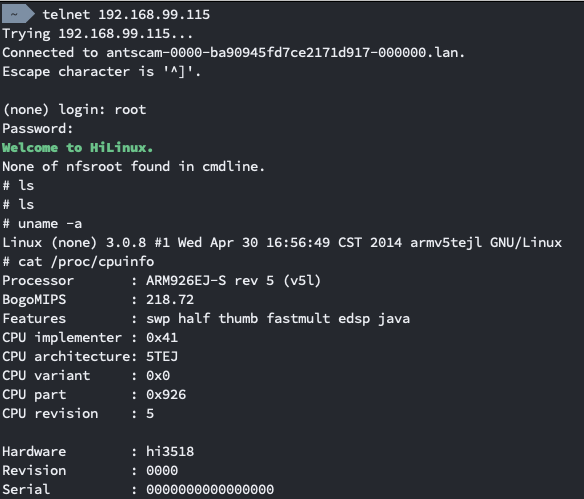 ~ telnet 192.168.99.115
Trying 192.168.99.115...
Connected to antscam-0000-ba90945fd7ce2171d917-000000.lan.
Escape character is '^]'.
(none) login: root
Password:
Welcome to HiLinux.
None of nfsroot found in cmdline.
# ls
# ls
# uname -a
Linux (none) 3.0.8 #1 Wed Apr 30 16:56:49 CST 2014 armv5tejl GNU/Linux
# cat /proc/cpuinfo
Processor       : ARM926EJ-S rev 5 (v5l)
BogoMIPS        : 218.72
Features        : swp half thumb fastmult edsp java
CPU implementer : 0x41
CPU architecture: 5TEJ
CPU variant     : 0x0
CPU part        : 0x926
CPU revision    : 5
Hardware        : hi3518
Revision        : 0000
Serial          : 0000000000000000